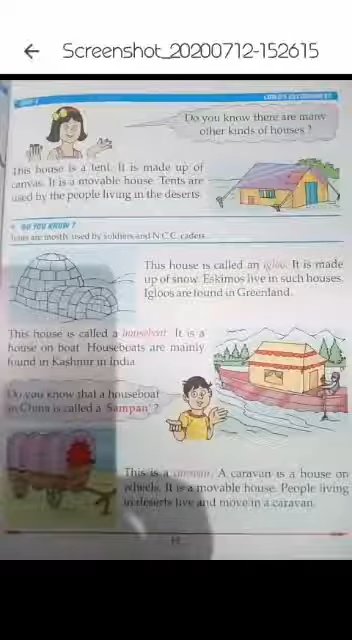 Screenshot_20200712-152615
Do you know there are many
other kinds of houses ?
This house is a tent. It is made up of
canvas. It is a movable house. Tents are
used by the people living in the deserts.
DO YOU KNOW ?
Tents are mostly used by soldiers and N.C.C. cadets.
This house is called an igloo. It is made
up of snow. Eskimos live in such houses.
Igloos are found in Greenland.
This house is called a houseboat. It is a
house on boat. Houseboats are mainly
found in Kashmir in India.
Do you know that a houseboat
in China is called a 'Sampan' ?
This is a caravan. A caravan is a house on
wheels. It is a movable house. People living
in deserts live and move in a caravan.